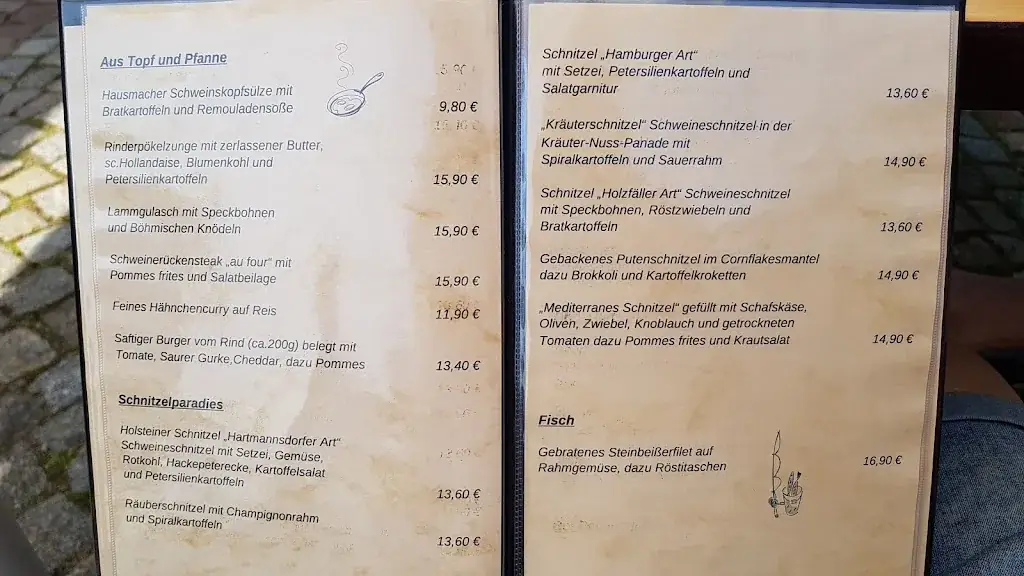 Aus Topf und Pfanne
Hausmacher Schweinskopfsülze mit
Bratkartoffeln und Remouladensoße
9,80 €
Rinderpökelzunge mit zerlassener Butter,
sc.Hollandaise, Blumenkohl und
Petersilienkartoffeln
15,90 €
Lammgulasch mit Speckbohnen
und Böhmischen Knödeln
15,90 €
Schweinerückensteak „au four“ mit
Pommes frites und Salatbeilage
15,90 €
Feines Hähnchencurry auf Reis
11,90 €
Saftiger Burger vom Rind (ca.200g) belegt mit
Tomate, Saurer Gurke,Cheddar, dazu Pommes
13,40 €
Schnitzelparadies
Holsteiner Schnitzel „Hartmannsdorfer Art“
Schweineschnitzel mit Setzei, Gemüse,
Rotkohl, Hackepeterecke, Kartoffelsalat
und Petersilienkartoffeln
13,60 €
Räuberschnitzel mit Champignonrahm
und Spiralkartoffeln
13,60 €
Schnitzel „Hamburger Art“
mit Setzei, Petersilienkartoffeln und
Salatgarnitur
13,60 €
„Kräuterschnitzel“ Schweineschnitzel in der
Kräuter-Nuss-Panade mit
Spiralkartoffeln und Sauerrahm
14,90 €
Schnitzel „Holzfäller Art“ Schweineschnitzel
mit Speckbohnen, Röstzwiebeln und
Bratkartoffeln
13,60 €
Gebackenes Putenschnitzel im Cornflakesmantel
dazu Brokkoli und Kartoffelkroketten
14,90 €
„Mediterranes Schnitzel“ gefüllt mit Schafskäse,
Oliven, Zwiebel, Knoblauch und getrockneten
Tomaten dazu Pommes frites und Krautsalat
14,90 €
Fisch
Gebratenes Steinbeißerfilet auf
Rahmgemüse, dazu Röstitaschen
16,90 €